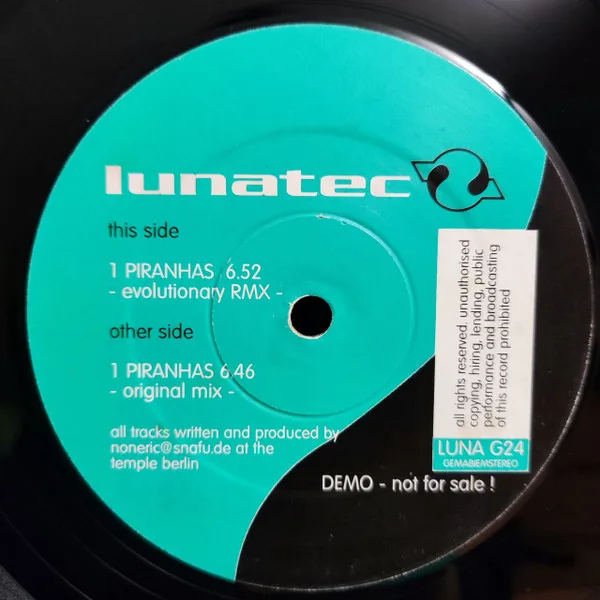 lunatec
this side
1 PIRANHAS 6.52
- evolutionary RMX -
other side
1 PIRANHAS 6.46
- original mix -
all tracks written and produced by
noneric@snafu.de at the
temple berlin
all rights reserved. unauthorised
copying, hiring, lending, public
performance and broadcasting
of this record prohibited
LUNA G24
GEMABIEMSTEREO
DEMO - not for sale !